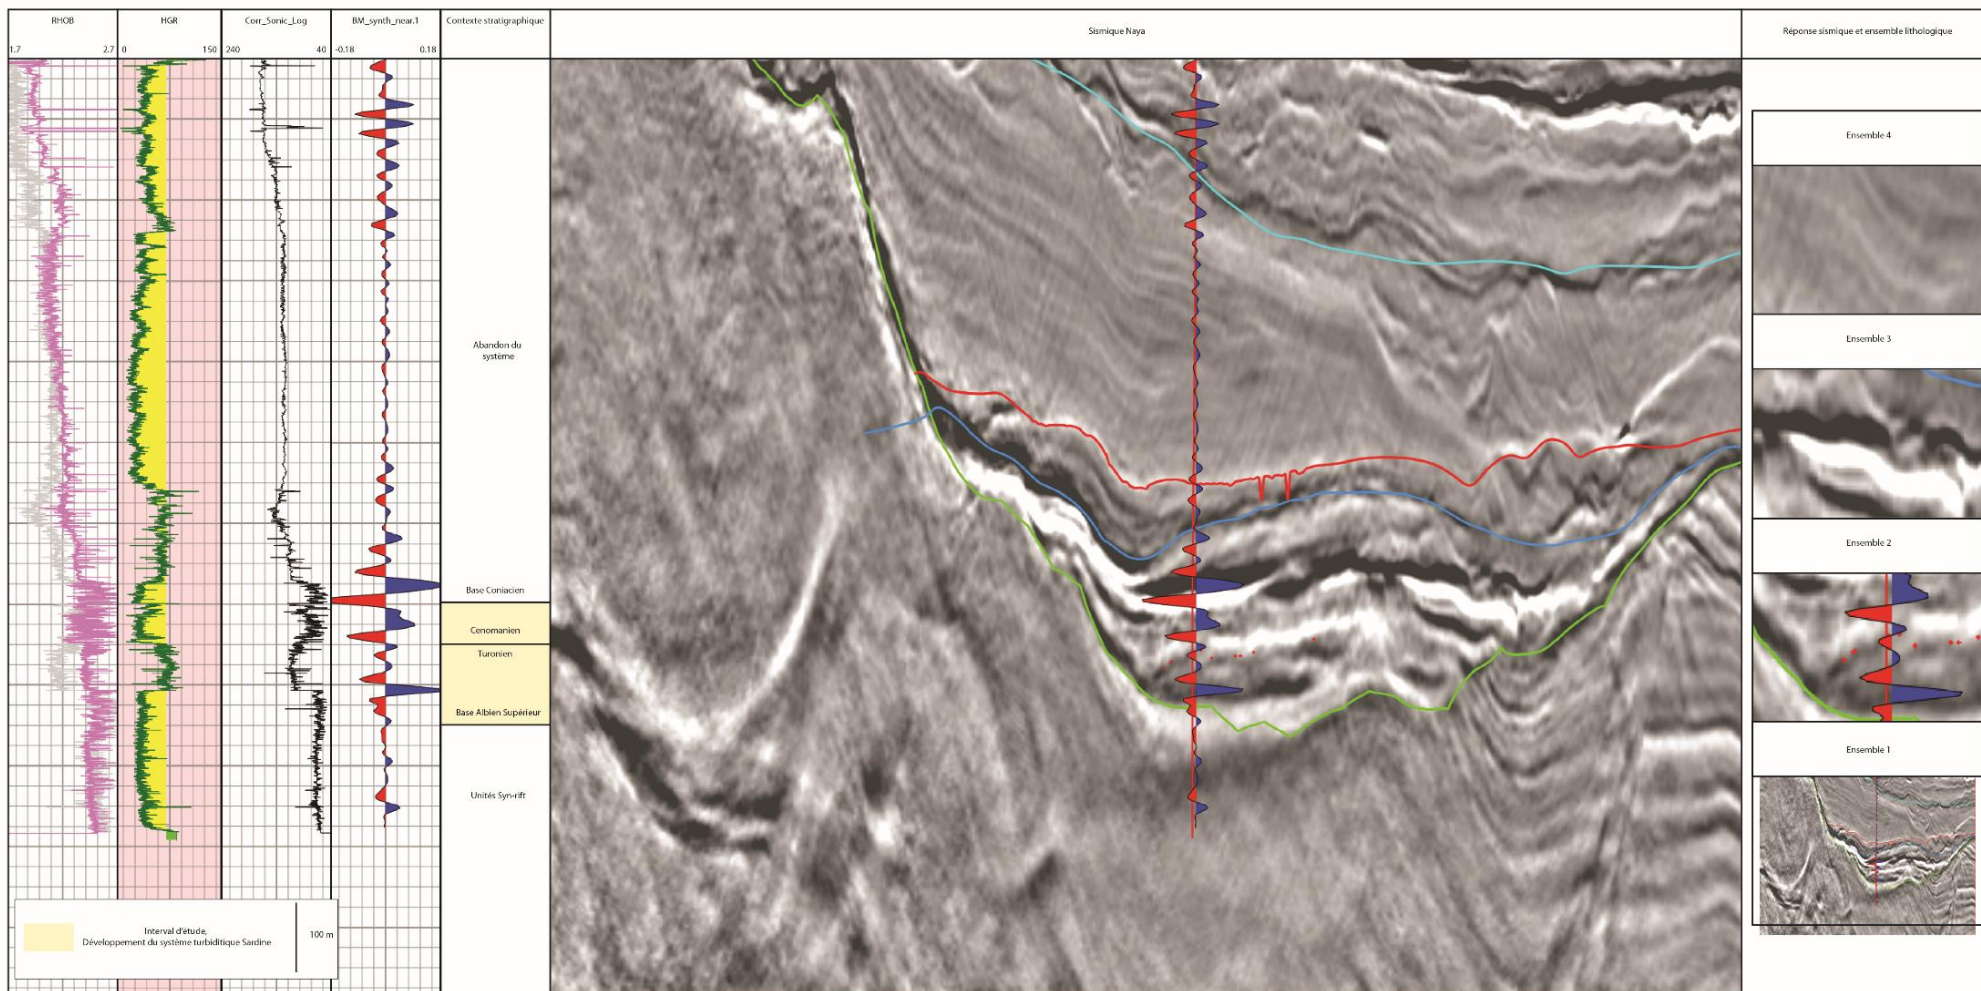 RHOB
HGR
Corr_Sonic_Log
BM_synth_near.1
Contexte stratigraphique
Sismique Naya
Réponse sismique et ensemble lithologique
1.7 2.7
0 150
240 40
-0.18 0.18
Ensemble 4
Ensemble 3
Abandon du
système
Ensemble 2
Base Coniacien
Cenomanien
Turonien
Base Albien Supérieur
Ensemble 1
Unités Syn-rift
Interval d'étude,
Développement du système turbiditique Sardine
100 m